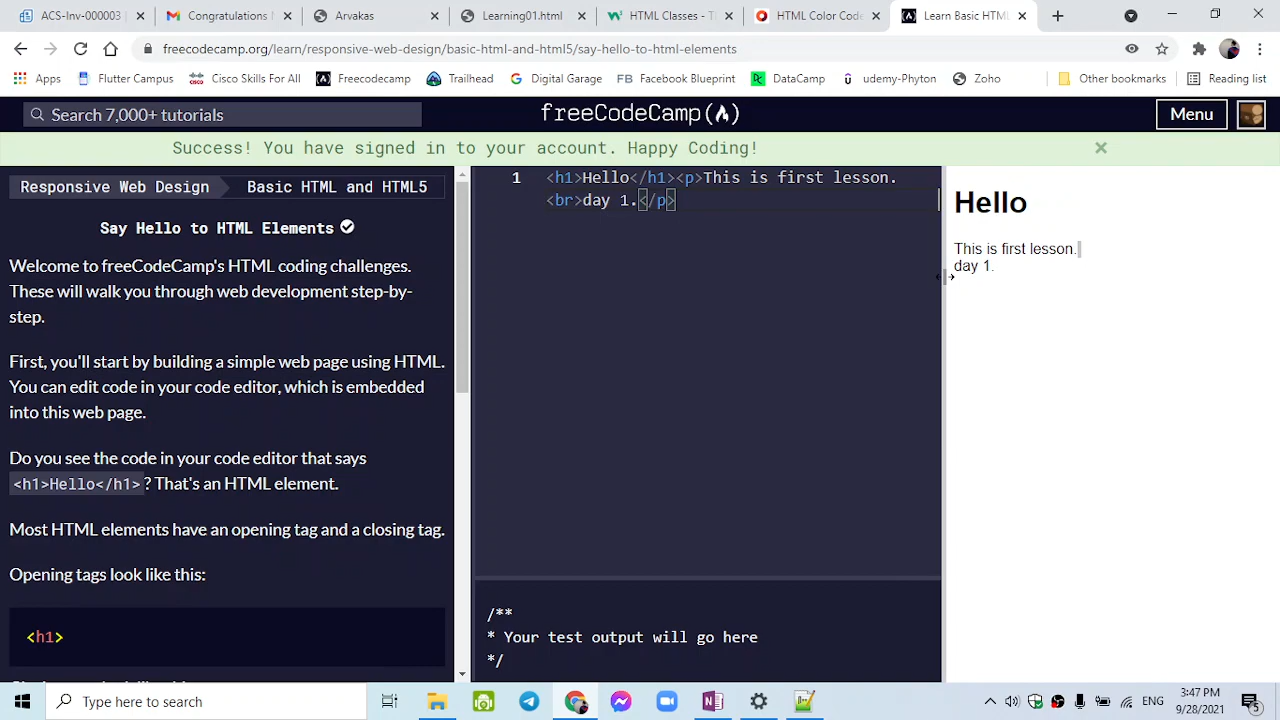 ACS-Inv-000003
Congratulations
Arvakas
Learning01.html
HTML Classes - T
HTML Color Code
Learn Basic HTML
freecodecamp.org/learn/responsive-web-design/basic-html-and-html5/say-hello-to-html-elements
Apps
Flutter Campus
Cisco Skills For All
Freecodecamp
Trailhead
Digital Garage
FB Facebook Blueprint
DataCamp
udemy-Phyton
Zoho
Other bookmarks
Reading list
Search 7,000+ tutorials
freeCodeCamp
Menu
Success! You have signed in to your account. Happy Coding!
Responsive Web Design
Basic HTML and HTML5
Say Hello to HTML Elements
Welcome to freeCodeCamp's HTML coding challenges.
These will walk you through web development step-by-
step.
First, you'll start by building a simple web page using HTML.
You can edit code in your code editor, which is embedded
into this web page.
Do you see the code in your code editor that says
<h1>Hello</h1>? That's an HTML element.
Most HTML elements have an opening tag and a closing tag.
Opening tags look like this:
<h1>
1 <h1>Hello</h1><p>This is first lesson.
<br>day 1.</p>
/**
* Your test output will go here
*/
Hello
This is first lesson.
day 1.
Type here to search
ENG
3:47 PM
9/28/2021
5